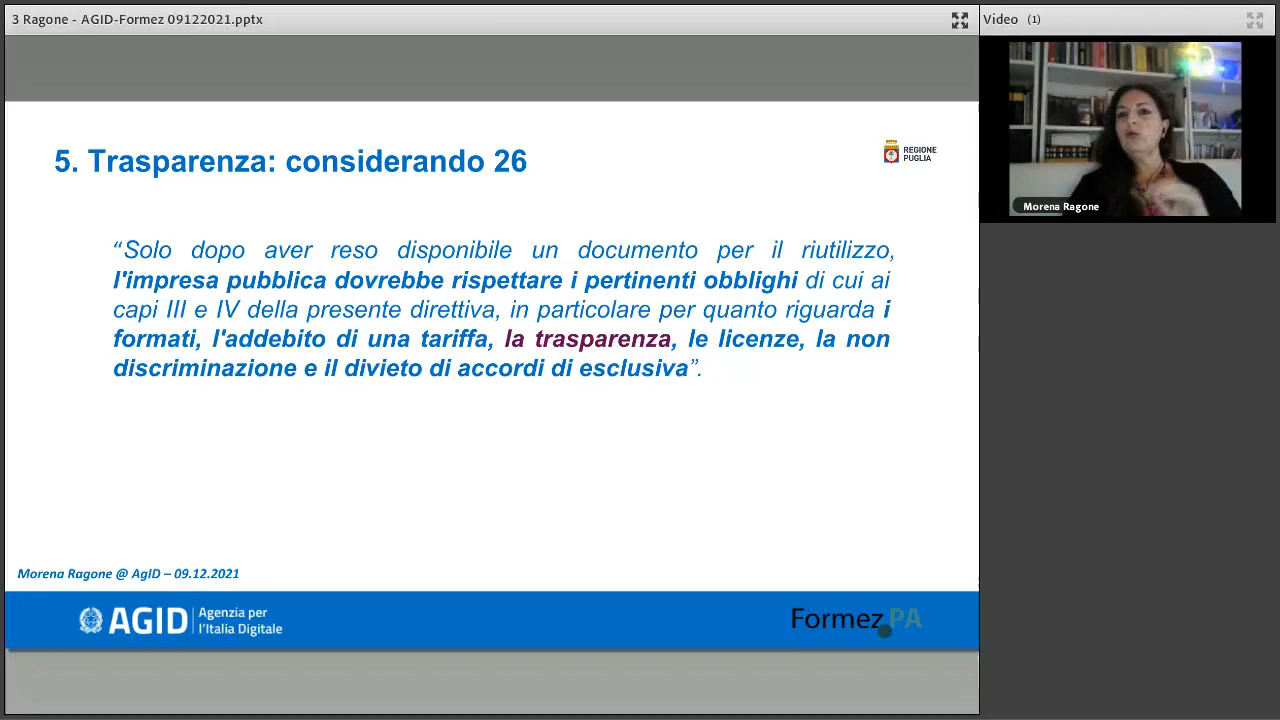 3 Ragone - AGID-Formez 09122021.pptx
Video (1)
5. Trasparenza: considerando 26
REGIONE
PUGLIA
“Solo dopo aver reso disponibile un documento per il riutilizzo,
l'impresa pubblica dovrebbe rispettare i pertinenti obblighi di cui ai
capi III e IV della presente direttiva, in particolare per quanto riguarda i
formati, l'addebito di una tariffa, la trasparenza, le licenze, la non
discriminazione e il divieto di accordi di esclusiva”.
Morena Ragone
Morena Ragone @ AgID – 09.12.2021
AGID
Agenzia per
l'Italia Digitale
Formez PA